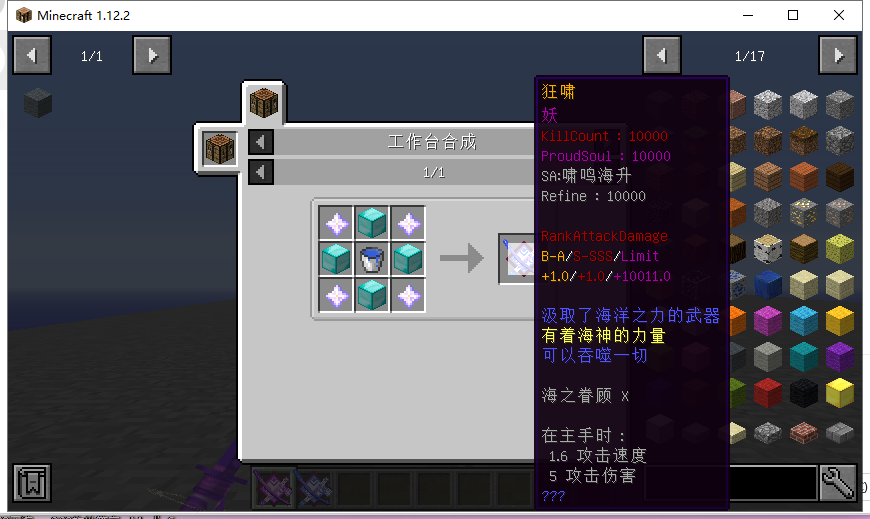 Minecraft 1.12.2
1/1
1/17
工作台合成
1/1
狂啸
妖
KillCount : 10000
ProudSoul : 10000
SA:啸鸣海升
Refine : 10000
RankAttackDamage
B-A/S-SSS/Limit
+1.0/+1.0/+10011.0
汲取了海洋之力的武器
有着海神的力量
可以吞噬一切
海之眷顾 X
在主手时：
1.6 攻击速度
5 攻击伤害
???